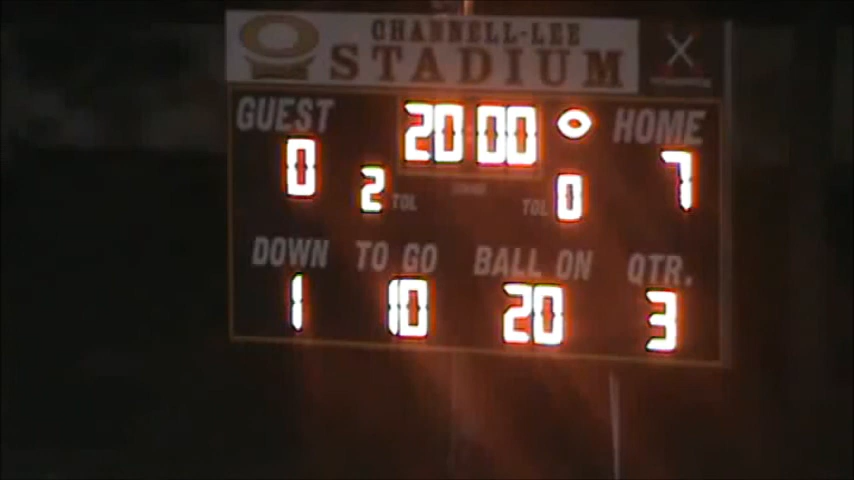 CHANNELL-LEE
STADIUM
GUEST 20:00 HOME
0 2 TOL TOL 0 7
DOWN TO GO BALL ON QTR.
1 10 20 3